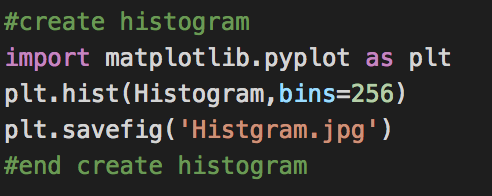 #create histogram
import matplotlib.pyplot as plt
plt.hist(Histogram,bins=256)
plt.savefig('Histgram.jpg')
#end create histogram